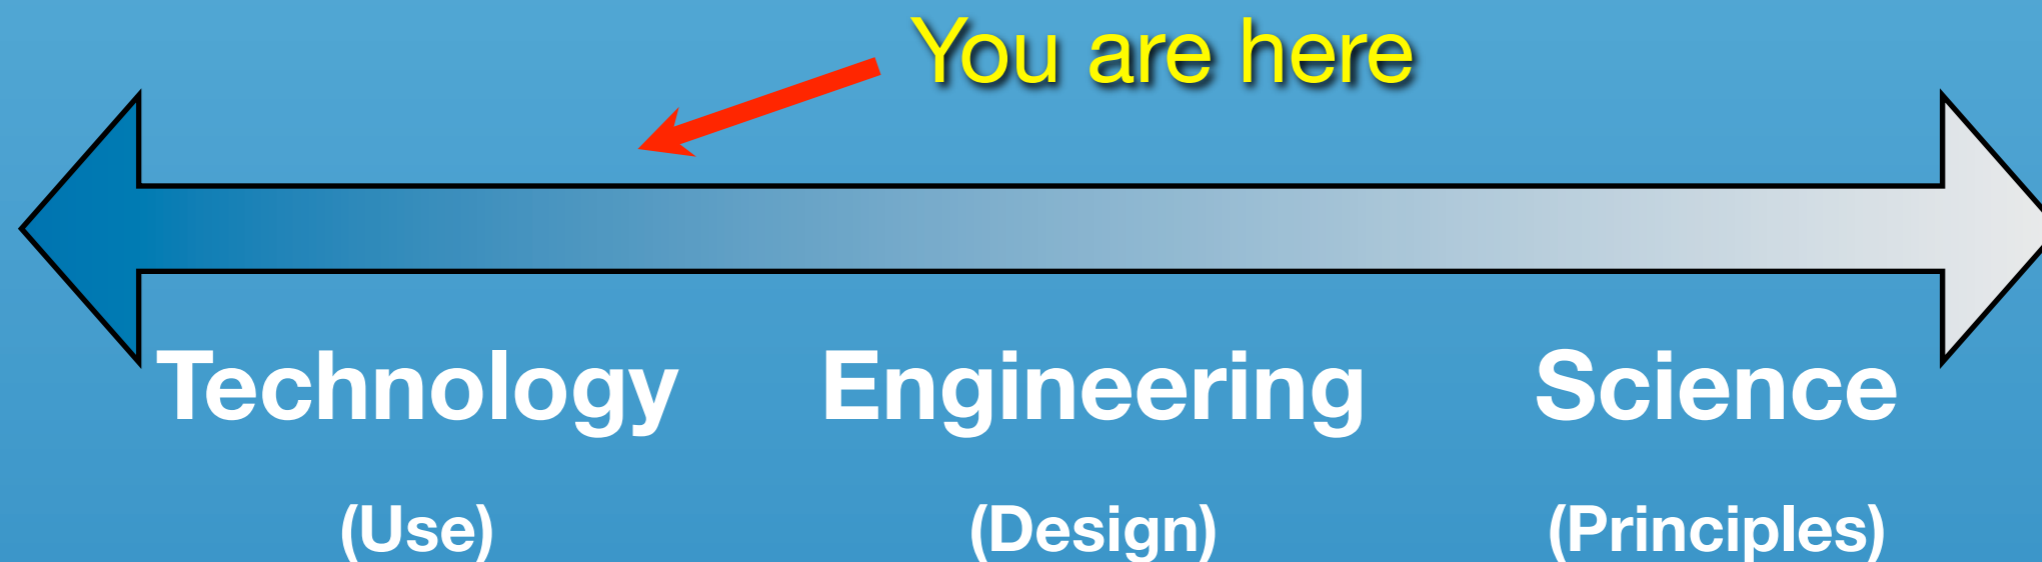 You are here
Technology Engineering Science
(Use) (Design) (Principles)